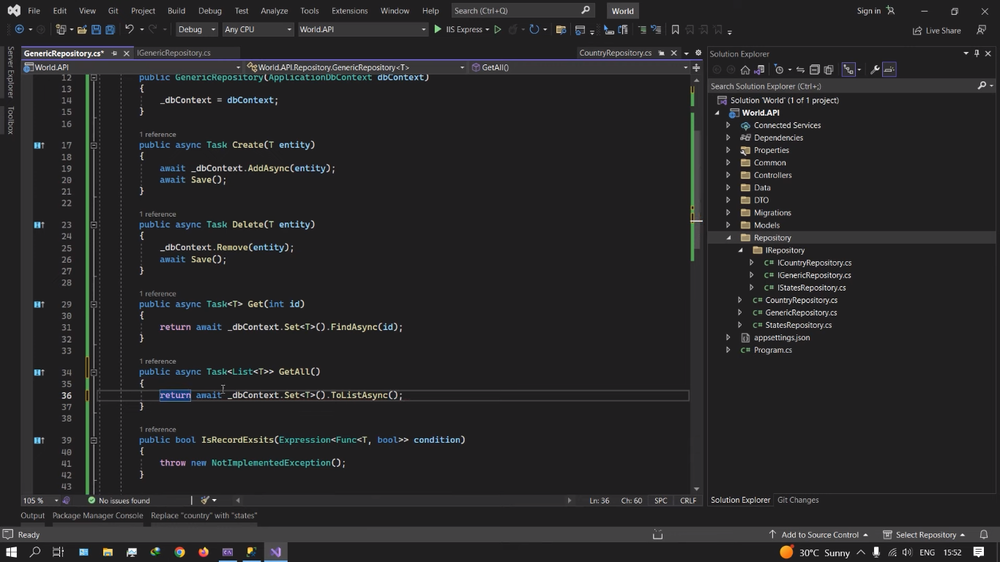 File Edit View Git Project Build Debug Test Analyze Tools Extensions Window Help Search (Ctrl+Q) World Sign in
Debug Any CPU World.API IIS Express Live Share
GenericRepository.cs* IGenericRepository.cs CountryRepository.cs
World.API World.API.Repository.GenericRepository<T> GetAll()
Server Explorer
Toolbox
12 public GenericRepository(ApplicationDbContext dbContext)
13 {
14 _dbContext = dbContext;
15 }
16
1 reference
17 public async Task Create(T entity)
18 {
19 await _dbContext.AddAsync(entity);
20 await Save();
21 }
22
1 reference
23 public async Task Delete(T entity)
24 {
25 _dbContext.Remove(entity);
26 await Save();
27 }
28
1 reference
29 public async Task<T> Get(int id)
30 {
31 return await _dbContext.Set<T>().FindAsync(id);
32 }
33
1 reference
34 public async Task<List<T>> GetAll()
35 {
36 return await _dbContext.Set<T>().ToListAsync();
37 }
38
1 reference
39 public bool IsRecordExsits(Expression<Func<T, bool>> condition)
40 {
41 throw new NotImplementedException();
42 }
43
105 % No issues found Ln: 36 Ch: 60 SPC CRLF
Output Package Manager Console Replace "country" with "states"
Solution Explorer
Search Solution Explorer (Ctrl+;)
Solution 'World' (1 of 1 project)
World.API
Connected Services
Dependencies
Properties
Common
Controllers
Data
DTO
Migrations
Models
Repository
IRepository
ICountryRepository.cs
IGenericRepository.cs
IStatesRepository.cs
CountryRepository.cs
GenericRepository.cs
StatesRepository.cs
appsettings.json
Program.cs
Solution Explorer Git Changes
Ready Add to Source Control Select Repository
30°C Sunny ENG 15:52